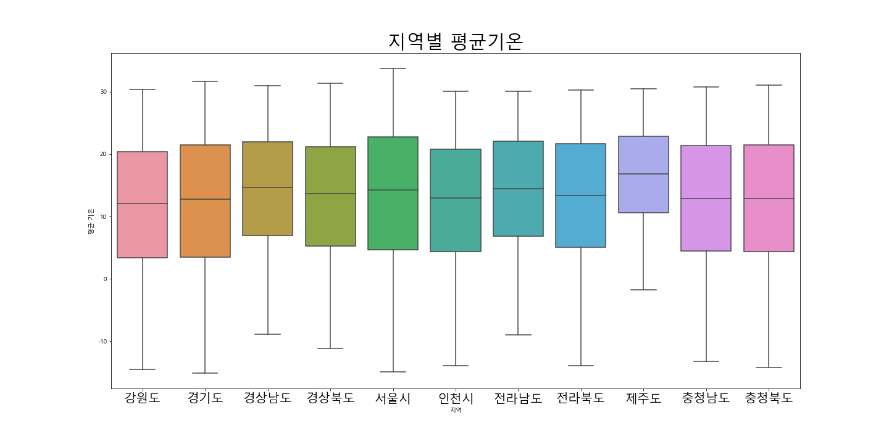 지역별 평균기온
30
20
10
0
-10
평균 기온
강원도 경기도 경상남도 경상북도 서울시 인천시 전라남도 전라북도 제주도 충청남도 충청북도
지역